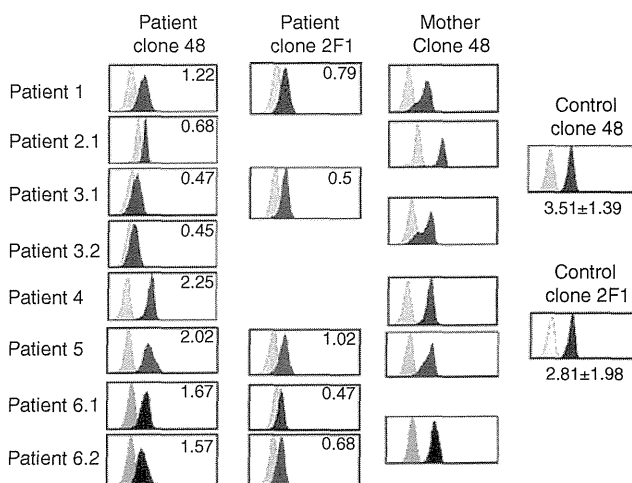 Patient clone 48
Patient clone 2F1
Mother Clone 48
Patient 1
1.22
0.79
Patient 2.1
0.68
Patient 3.1
0.47
0.5
Patient 3.2
0.45
Patient 4
2.25
Patient 5
2.02
1.02
Patient 6.1
1.67
0.47
Patient 6.2
1.57
0.68
Control clone 48
3.51±1.39
Control clone 2F1
2.81±1.98